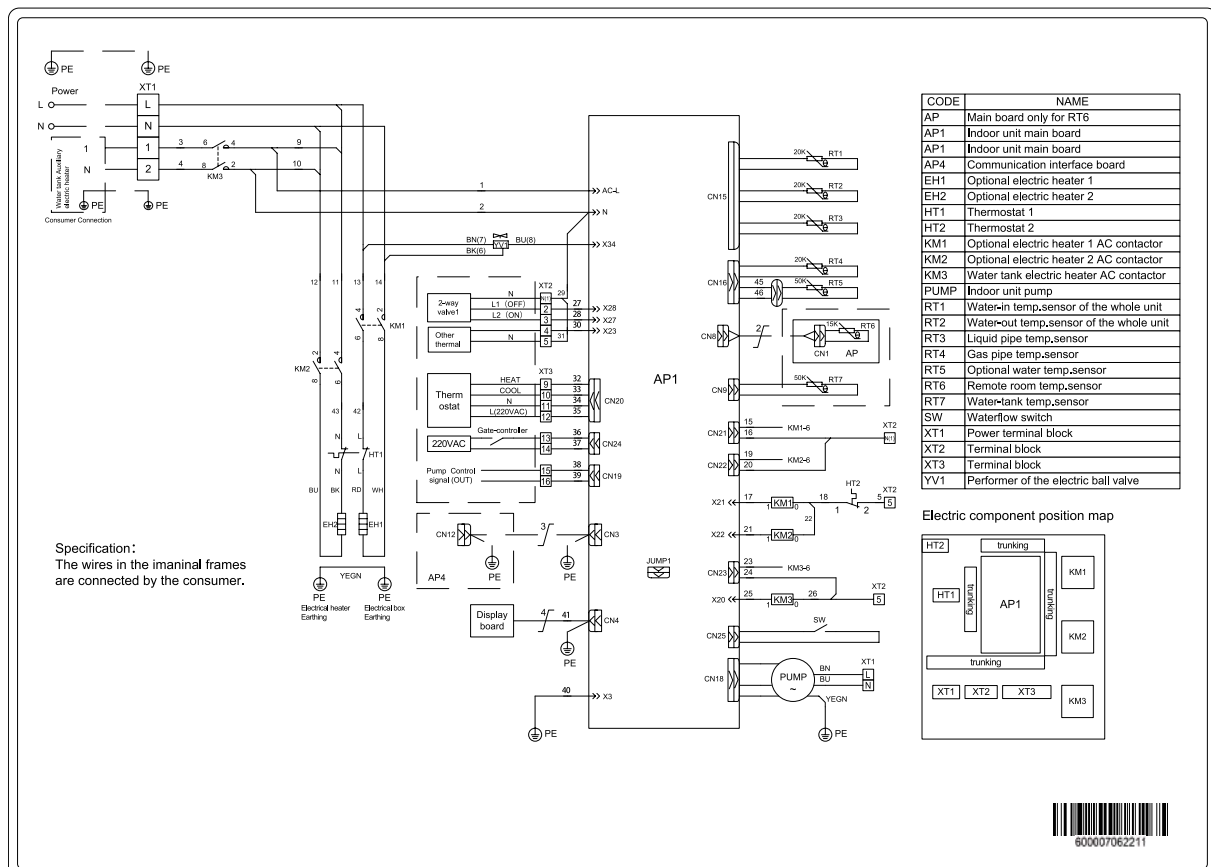 PE
PE
Power
XT1
L
L
N
N
1
1
3
6
4
9
N
2
4
8
2
10
KM3
Water tank Auxiliary
electric heater
PE
PE
Consumer Connection
1
AC-L
2
N
BN(7)
YV1
BU(8)
X34
BK(6)
12
11
13
14
4
2
KM1
6
8
2
4
KM2
8
6
43
42
N
L
HT1
N
L
BU
BK
RD
WH
EH2
EH1
YEGN
PE
PE
Electrical heater
Earthing
Electrical box
Earthing
Specification:
The wires in the imaninal frames
are connected by the consumer.
XT2
2-way
valve1
N
N(1)
29
L1 (OFF)
2
27
X28
L2 (ON)
3
28
X27
Other
thermal
4
30
X23
N
5
31
XT3
Therm
ostat
HEAT
9
32
COOL
10
33
N
11
34
L(220VAC)
12
35
CN20
220VAC
Gate-controller
13
36
14
37
CN24
Pump Control
signal (OUT)
15
38
16
39
CN19
CN12
3
CN3
PE
PE
AP4
Display
board
4
41
CN4
PE
40
X3
PE
AP1
JUMP1
20K
RT1
20K
RT2
CN15
20K
RT3
20K
RT4
CN16
45
46
50K
RT5
CN8
2
15K
RT6
CN1
AP
CN9
50K
RT7
CN21
15
KM1-6
16
XT2
N(1)
CN22
19
KM2-6
20
X21
17
1
KM1
0
18
HT2
1
2
5
XT2
5
22
X22
21
1
KM2
0
CN23
23
KM3-6
24
X20
25
1
KM3
0
26
XT2
5
CN25
SW
CN18
PUMP
~
BN
BU
XT1
L
N
YEGN
PE
CODE NAME
AP Main board only for RT6
AP1 Indoor unit main board
AP1 Indoor unit main board
AP4 Communication interface board
EH1 Optional electric heater 1
EH2 Optional electric heater 2
HT1 Thermostat 1
HT2 Thermostat 2
KM1 Optional electric heater 1 AC contactor
KM2 Optional electric heater 2 AC contactor
KM3 Water tank electric heater AC contactor
PUMP Indoor unit pump
RT1 Water-in temp.sensor of the whole unit
RT2 Water-out temp.sensor of the whole unit
RT3 Liquid pipe temp.sensor
RT4 Gas pipe temp.sensor
RT5 Optional water temp.sensor
RT6 Remote room temp.sensor
RT7 Water-tank temp.sensor
SW Waterflow switch
XT1 Power terminal block
XT2 Terminal block
XT3 Terminal block
YV1 Performer of the electric ball valve
Electric component position map
HT2
trunking
KM1
HT1
trunking
AP1
trunking
KM2
trunking
XT1
XT2
XT3
KM3
600007062211